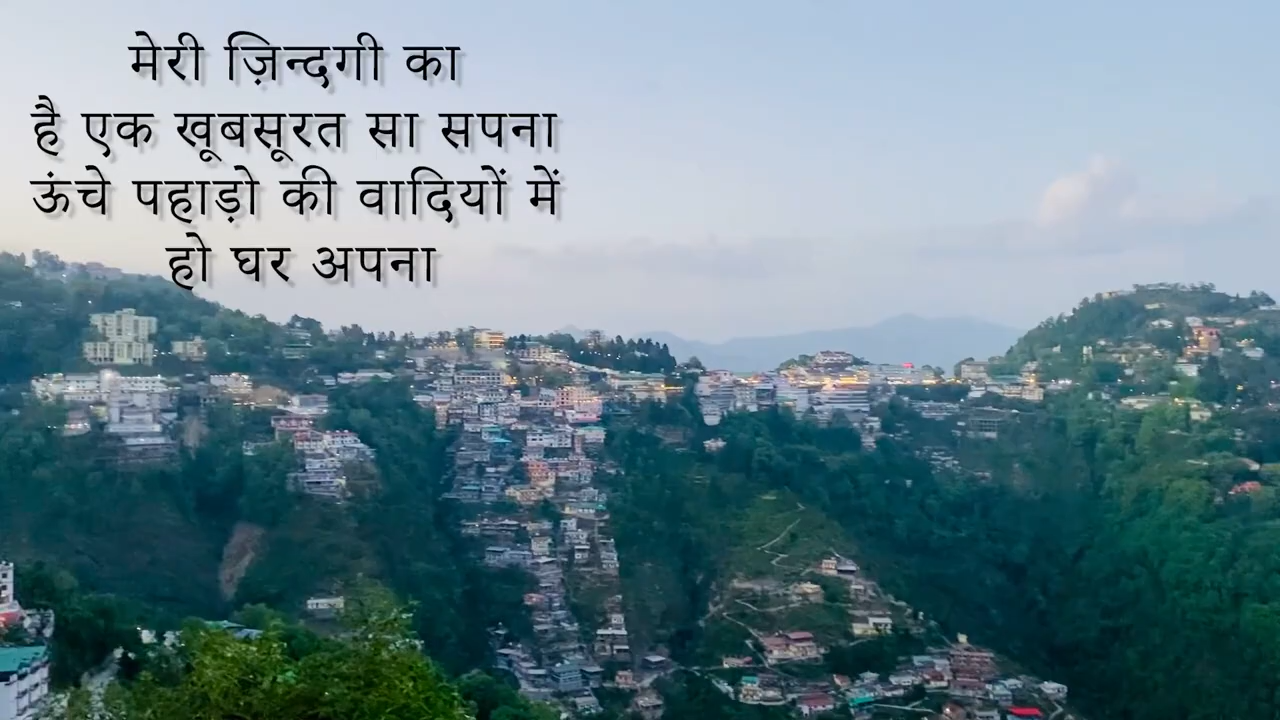 मेरी ज़िन्दगी का
है एक खूबसूरत सा सपना
ऊंचे पहाड़ो की वादियों में
हो घर अपना